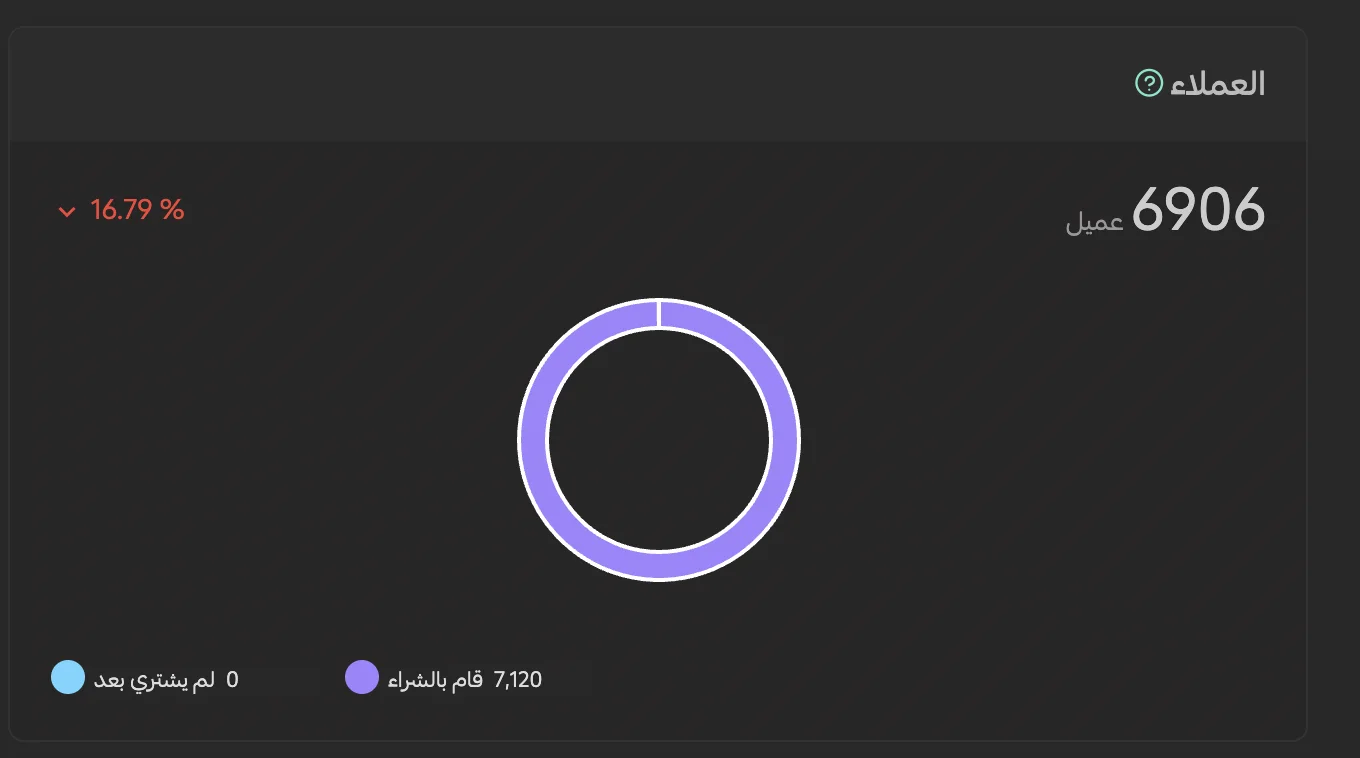 العملاء
6906 عميل
16.79 %
7,120 قام بالشراء
0 لم يشتري بعد